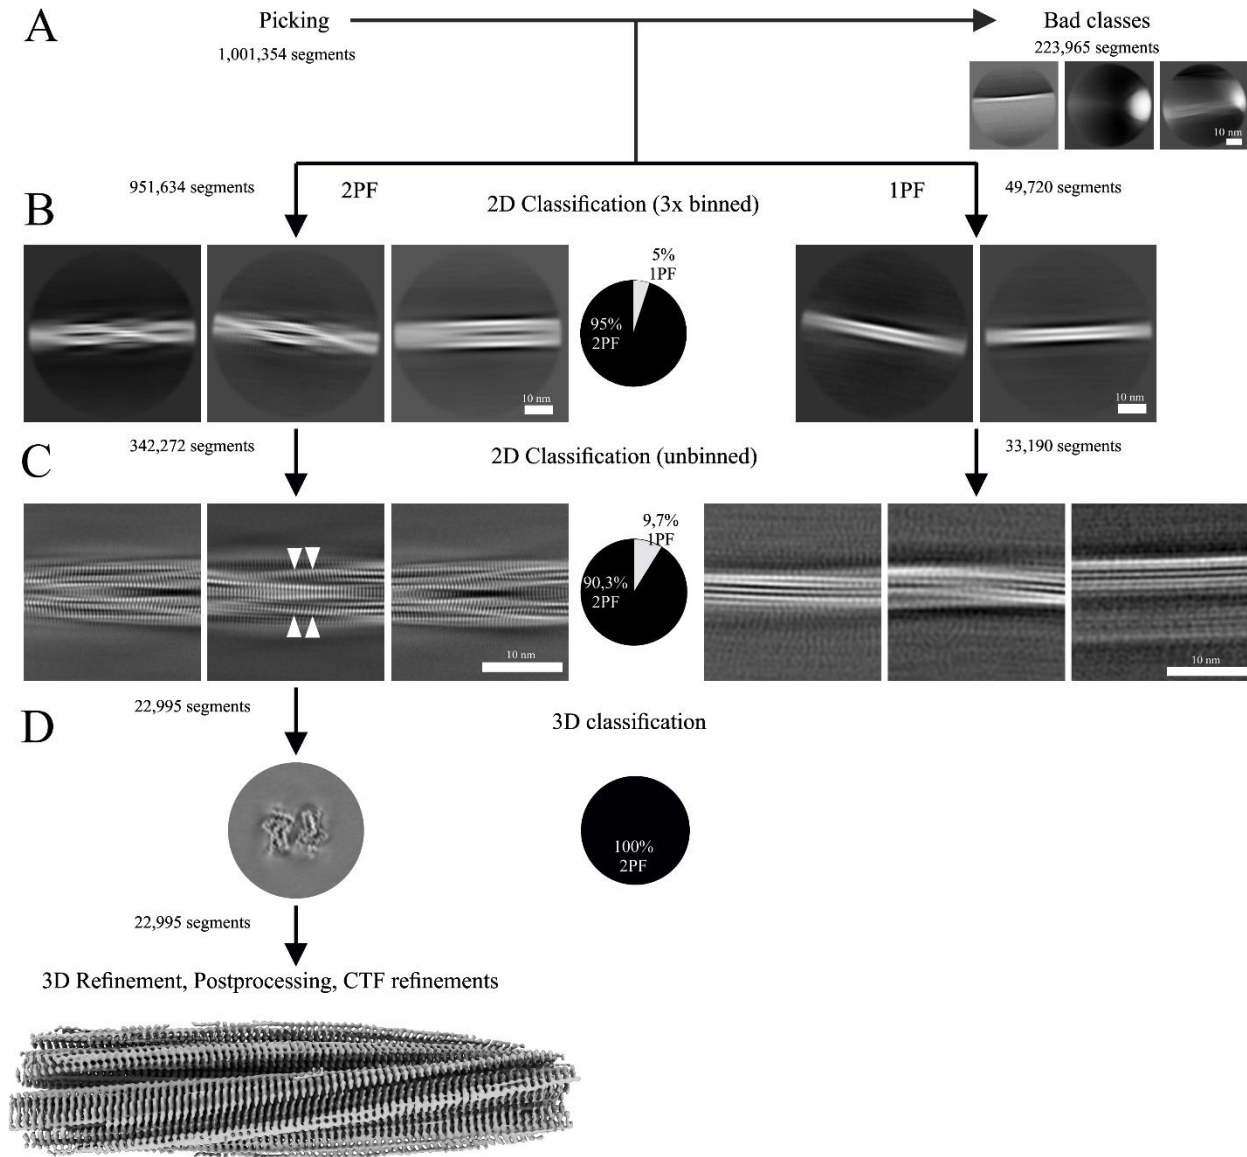 A
Picking
1,001,354 segments
Bad classes
223,965 segments
10 nm
951,634 segments
2PF
1PF
49,720 segments
B
2D Classification (3x binned)
5%
1PF
95%
2PF
10 nm
10 nm
342,272 segments
33,190 segments
C
2D Classification (unbinned)
9,7%
1PF
90,3%
2PF
10 nm
10 nm
22,995 segments
D
3D classification
100%
2PF
22,995 segments
3D Refinement, Postprocessing, CTF refinements